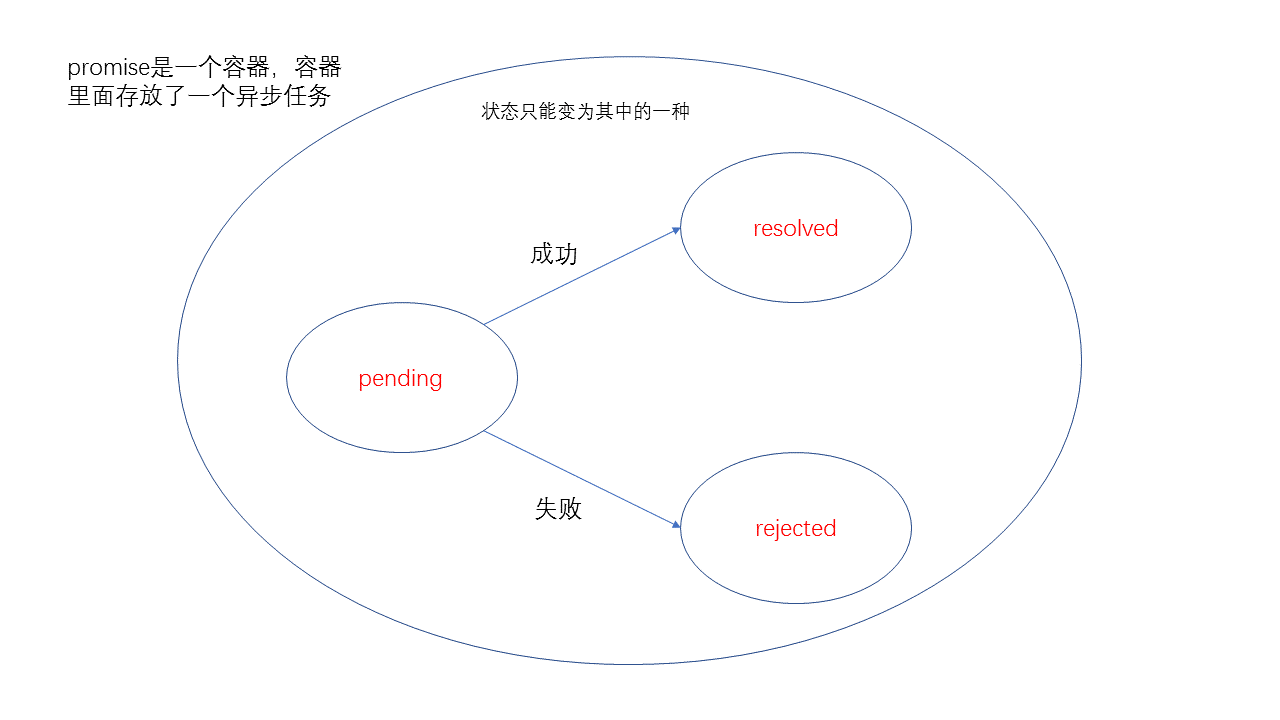 promise是一个容器，容器
里面存放了一个异步任务
状态只能变为其中的一种
resolved
成功
pending
失败
rejected